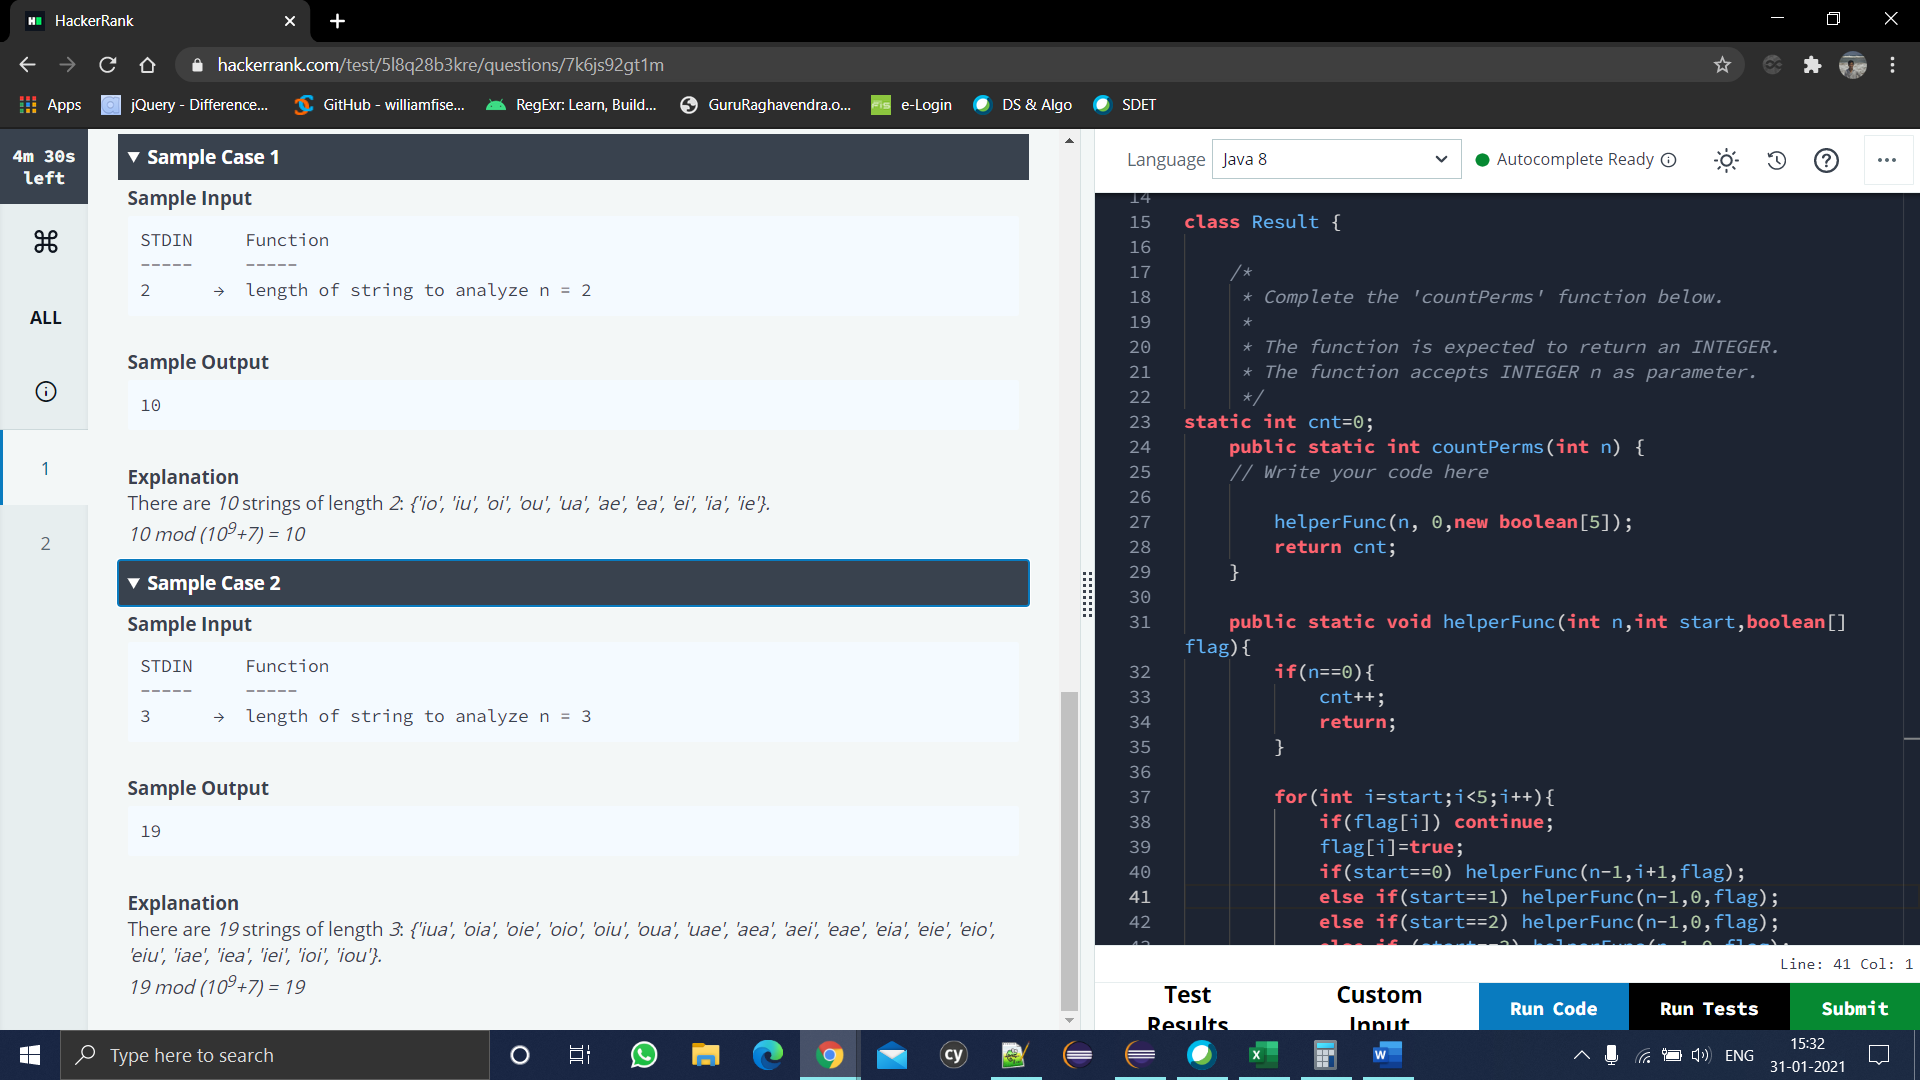 HackerRank
hackerrank.com/test/5l8q28b3kre/questions/7k6js92gt1m
Apps jQuery - Difference... GitHub - williamfise... RegExr: Learn, Build... GuruRaghavendra.o... fis e-Login DS & Algo SDET
4m 30s
left
ALL
1
2
Sample Case 1
Sample Input
STDIN Function
----- -----
2 → length of string to analyze n = 2
Sample Output
10
Explanation
There are 10 strings of length 2: {'io', 'iu', 'oi', 'ou', 'ua', 'ae', 'ea', 'ei', 'ia', 'ie'}.
10 mod (10^9+7) = 10
Sample Case 2
Sample Input
STDIN Function
----- -----
3 → length of string to analyze n = 3
Sample Output
19
Explanation
There are 19 strings of length 3: {'iua', 'oia', 'oie', 'oio', 'oiu', 'oua', 'uae', 'aea', 'aei', 'eae', 'eia', 'eie', 'eio',
'eiu', 'iae', 'iea', 'iei', 'ioi', 'iou'}.
19 mod (10^9+7) = 19
Language Java 8 Autocomplete Ready
14
15 class Result {
16
17 /*
18 * Complete the 'countPerms' function below.
19 *
20 * The function is expected to return an INTEGER.
21 * The function accepts INTEGER n as parameter.
22 */
23 static int cnt=0;
24 public static int countPerms(int n) {
25 // Write your code here
26
27 helperFunc(n, 0,new boolean[5]);
28 return cnt;
29 }
30
31 public static void helperFunc(int n,int start,boolean[]
flag){
32 if(n==0){
33 cnt++;
34 return;
35 }
36
37 for(int i=start;i<5;i++){
38 if(flag[i]) continue;
39 flag[i]=true;
40 if(start==0) helperFunc(n-1,i+1,flag);
41 else if(start==1) helperFunc(n-1,0,flag);
42 else if(start==2) helperFunc(n-1,0,flag);
Line: 41 Col: 1
Test Results
Custom Input
Run Code Run Tests Submit
Type here to search
cy
ENG
15:32
31-01-2021